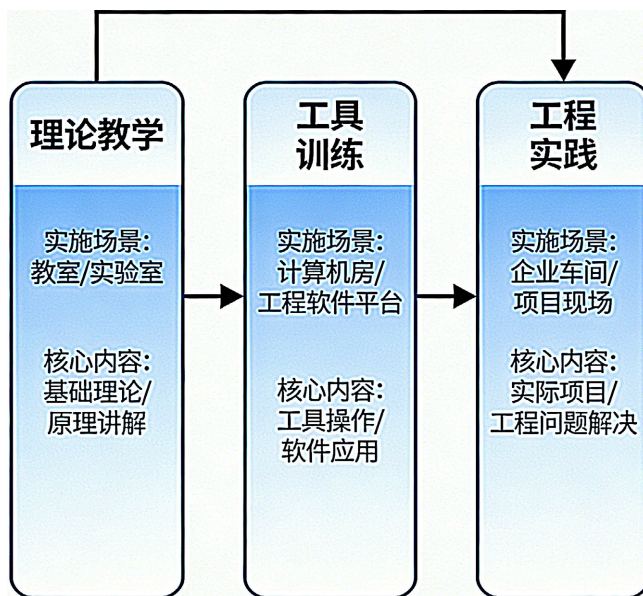 理论教学
实施场景：
教室/实验室
核心内容：
基础理论/
原理讲解
工具
训练
实施场景：
计算机房/
工程软件平台
核心内容：
工具操作/
软件应用
工程
实践
实施场景：
企业车间/
项目现场
核心内容：
实际项目/
工程问题解决